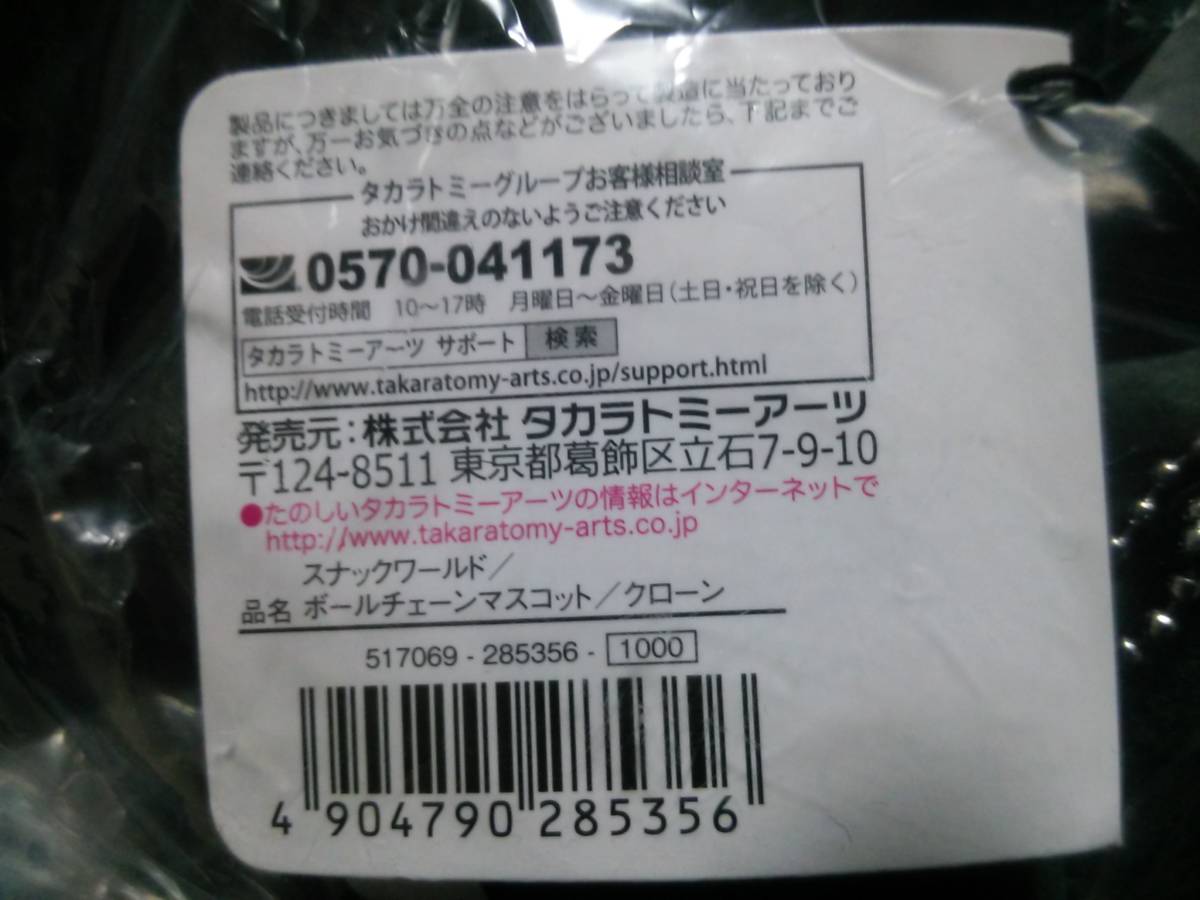 製品につきましては万全の注意をはらって製造に当たっており
ますが、万一お気づきの点などがございましたら、下記までご
連絡ください。
タカラトミーグループお客様相談室
おかけ間違えのないようご注意ください
0570-041173
電話受付時間 10～17時 月曜日～金曜日(土日・祝日を除く)
タカラトミーアーツ サポート 検索
http://www.takaratomy-arts.co.jp/support.html
発売元:株式会社 タカラトミーアーツ
〒124-8511 東京都葛飾区立石7-9-10
●たのしいタカラトミーアーツの情報はインターネットで
http://www.takaratomy-arts.co.jp
スナックワールド/
品名 ボールチェーンマスコット/クローン
517069 - 285356 - 1000
4 904790 285356